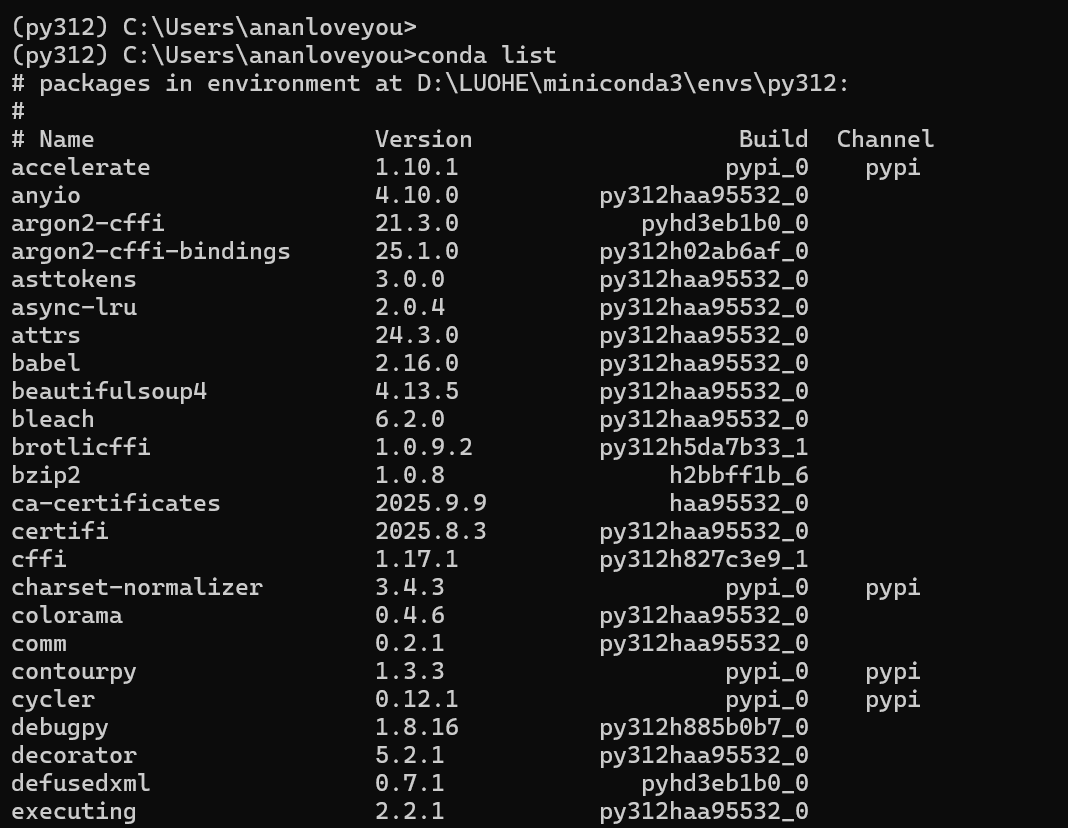 (py312) C:\Users\ananloveyou>
(py312) C:\Users\ananloveyou>conda list
# packages in environment at D:\LUOHE\miniconda3\envs\py312:
#
# Name                    Version                   Build  Channel
accelerate                1.10.1                   pypi_0    pypi
anyio                     4.10.0          py312haa95532_0
argon2-cffi               21.3.0             pyhd3eb1b0_0
argon2-cffi-bindings      25.1.0          py312h02ab6af_0
asttokens                 3.0.0           py312haa95532_0
async-lru                 2.0.4           py312haa95532_0
attrs                     24.3.0          py312haa95532_0
babel                     2.16.0          py312haa95532_0
beautifulsoup4            4.13.5          py312haa95532_0
bleach                    6.2.0           py312haa95532_0
brotlicffi                1.0.9.2         py312h5da7b33_1
bzip2                     1.0.8                h2bbff1b_6
ca-certificates           2025.9.9             haa95532_0
certifi                   2025.8.3        py312haa95532_0
cffi                      1.17.1          py312h827c3e9_1
charset-normalizer        3.4.3                    pypi_0    pypi
colorama                  0.4.6           py312haa95532_0
comm                      0.2.1           py312haa95532_0
contourpy                 1.3.3                    pypi_0    pypi
cycler                    0.12.1                   pypi_0    pypi
debugpy                   1.8.16          py312h885b0b7_0
decorator                 5.2.1           py312haa95532_0
defusedxml                0.7.1              pyhd3eb1b0_0
executing                 2.2.1           py312haa95532_0